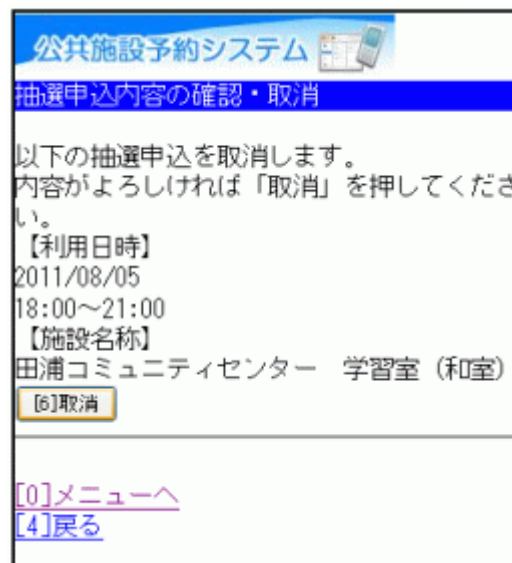 公共施設予約システム
抽選申込内容の確認・取消
以下の抽選申込を取消します。
内容がよろしければ「取消」を押してくださ
い。
【利用日時】
2011/08/05
18:00~21:00
【施設名称】
田浦コミュニティセンター　学習室（和室）
[6]取消
[0]メニューへ
[4]戻る